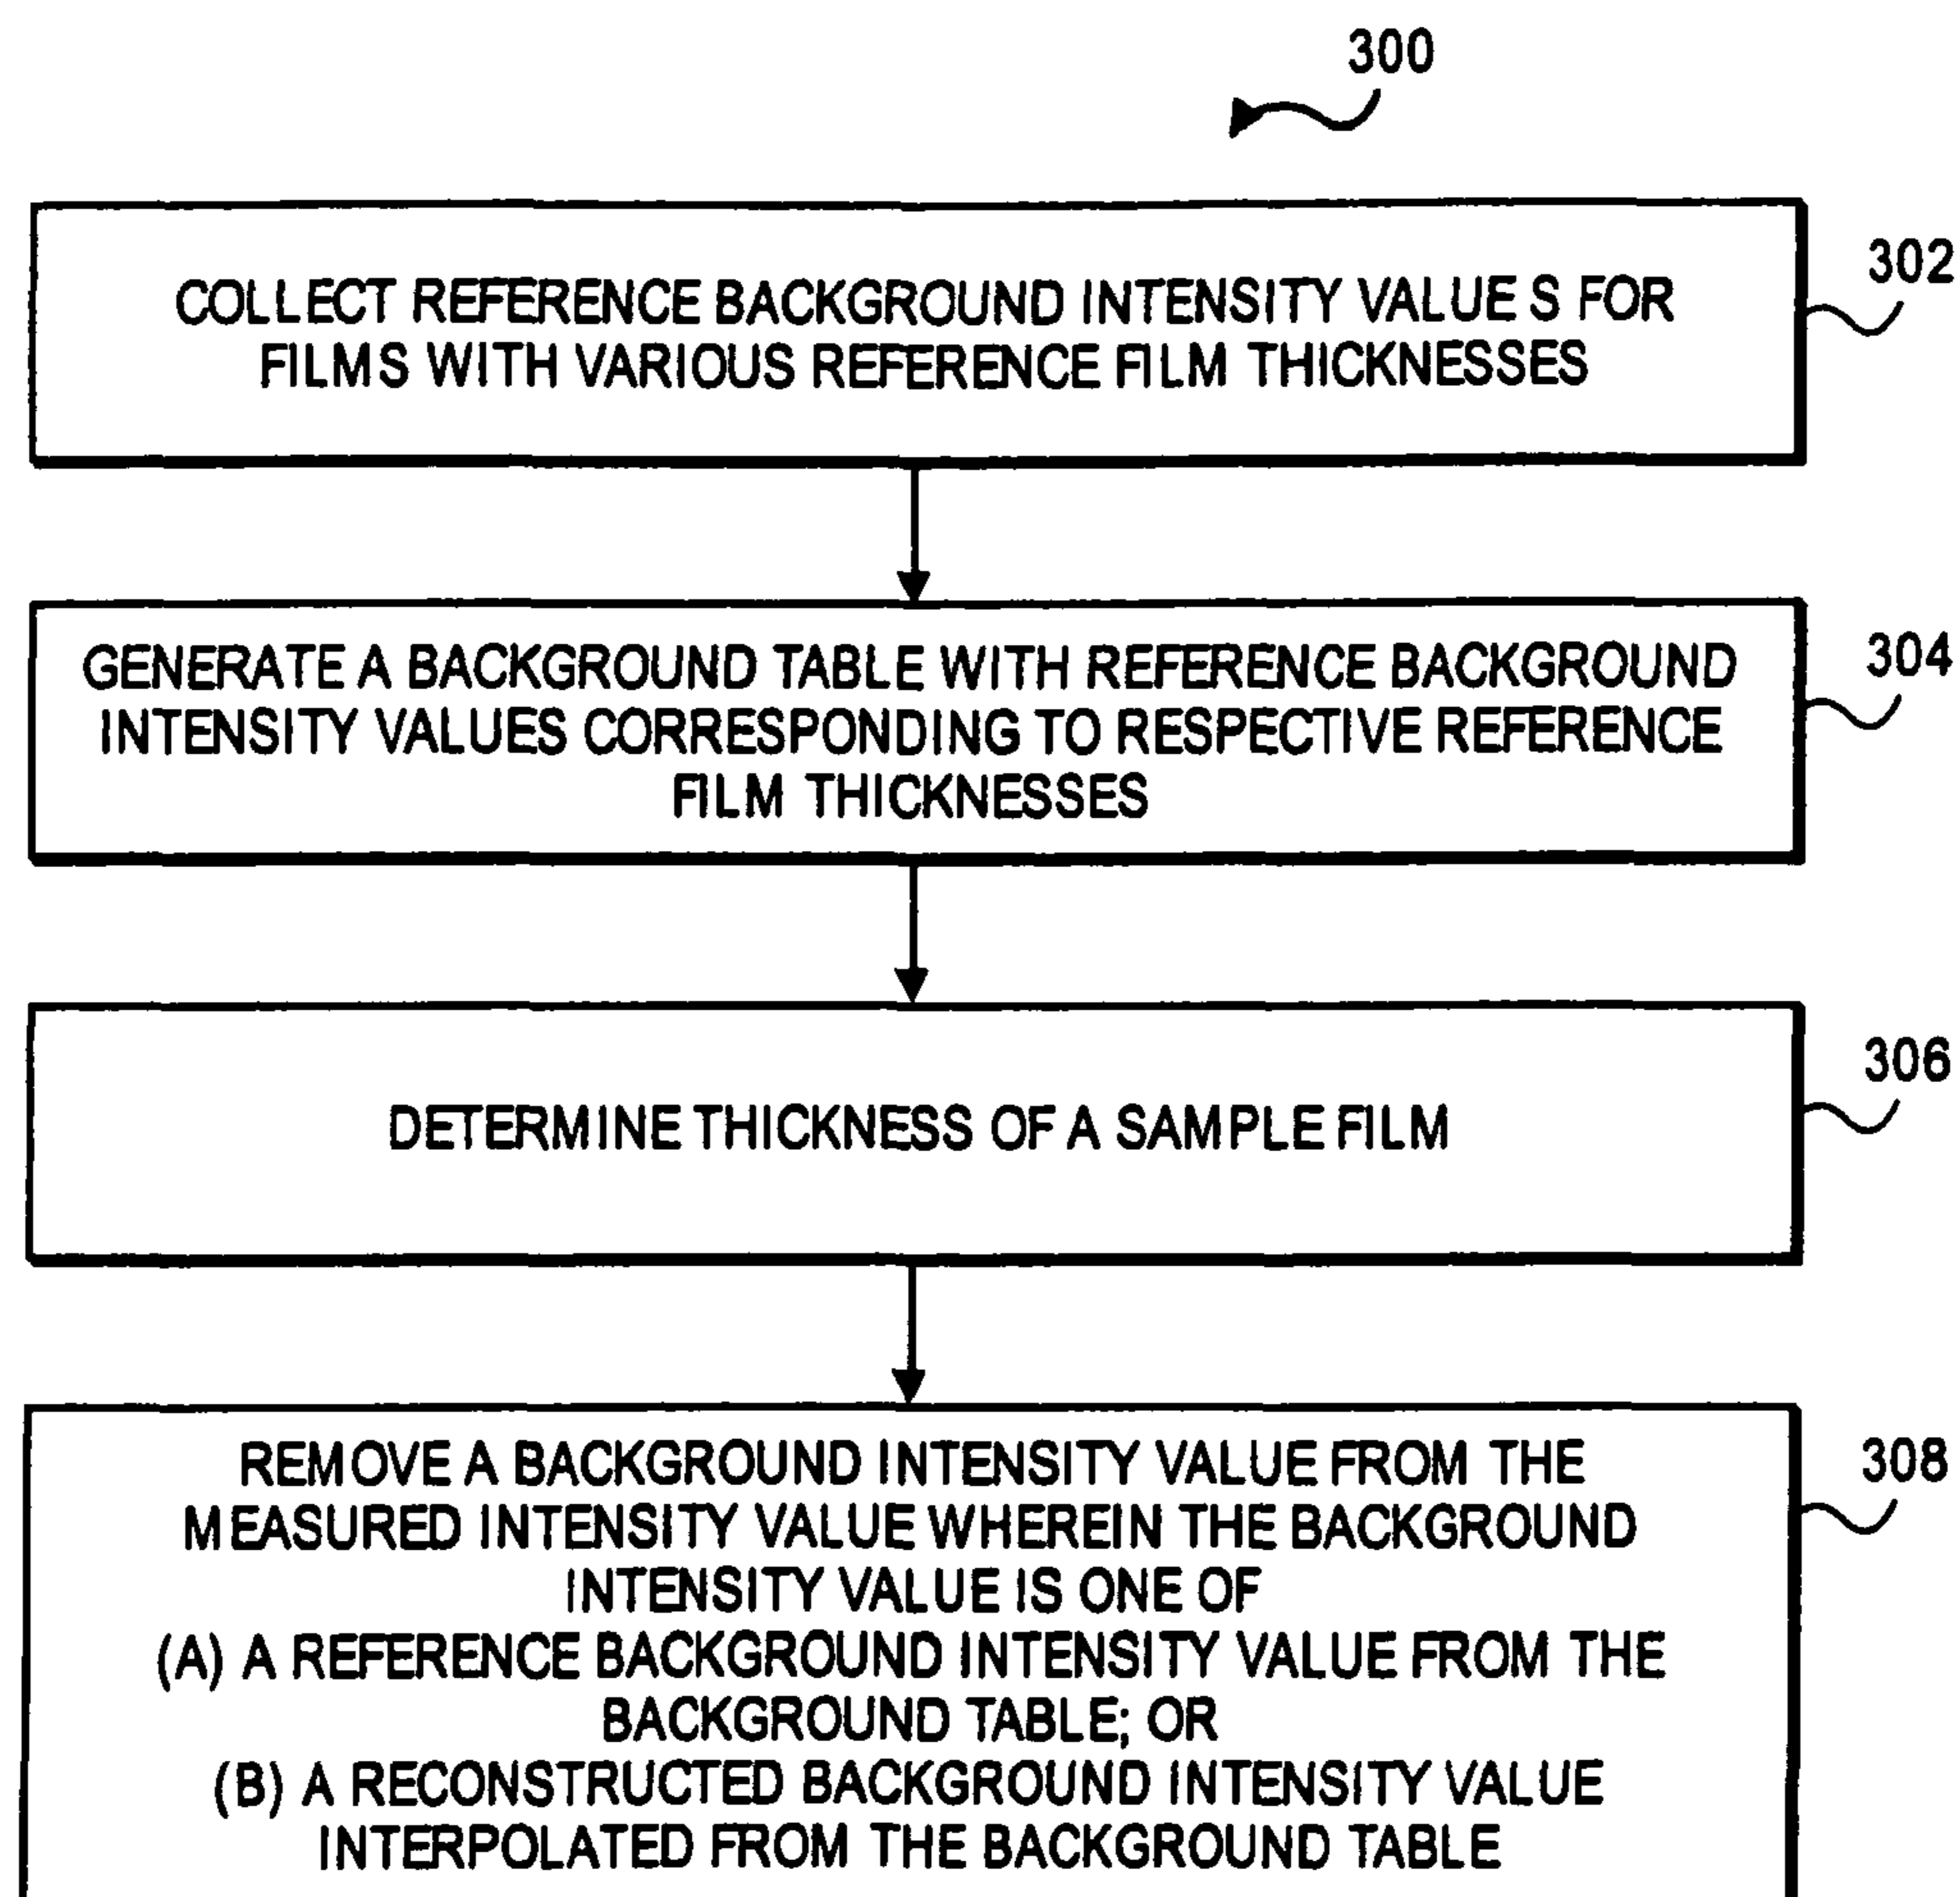 300
COLLECT REFERENCE BACKGROUND INTENSITY VALUE S FOR
FILMS WITH VARIOUS REFERENCE FILM THICKNESSES
302
GENERATE A BACKGROUND TABLE WITH REFERENCE BACKGROUND
INTENSITY VALUES CORRESPONDING TO RESPECTIVE REFERENCE
FILM THICKNESSES
304
DETERMINE THICKNESS OF A SAMPLE FILM
306
REMOVE A BACKGROUND INTENSITY VALUE FROM THE
MEASURED INTENSITY VALUE WHEREIN THE BACKGROUND
INTENSITY VALUE IS ONE OF
(A) A REFERENCE BACKGROUND INTENSITY VALUE FROM THE
BACKGROUND TABLE; OR
(B) A RECONSTRUCTED BACKGROUND INTENSITY VALUE
INTERPOLATED FROM THE BACKGROUND TABLE
308